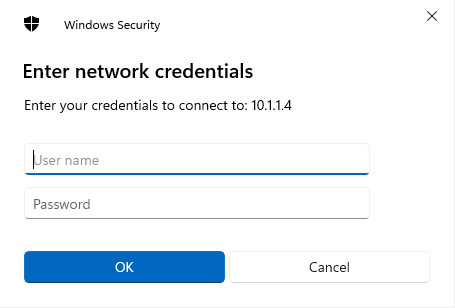 Windows Security
Enter network credentials
Enter your credentials to connect to: 10.1.1.4
User name
Password
OK
Cancel